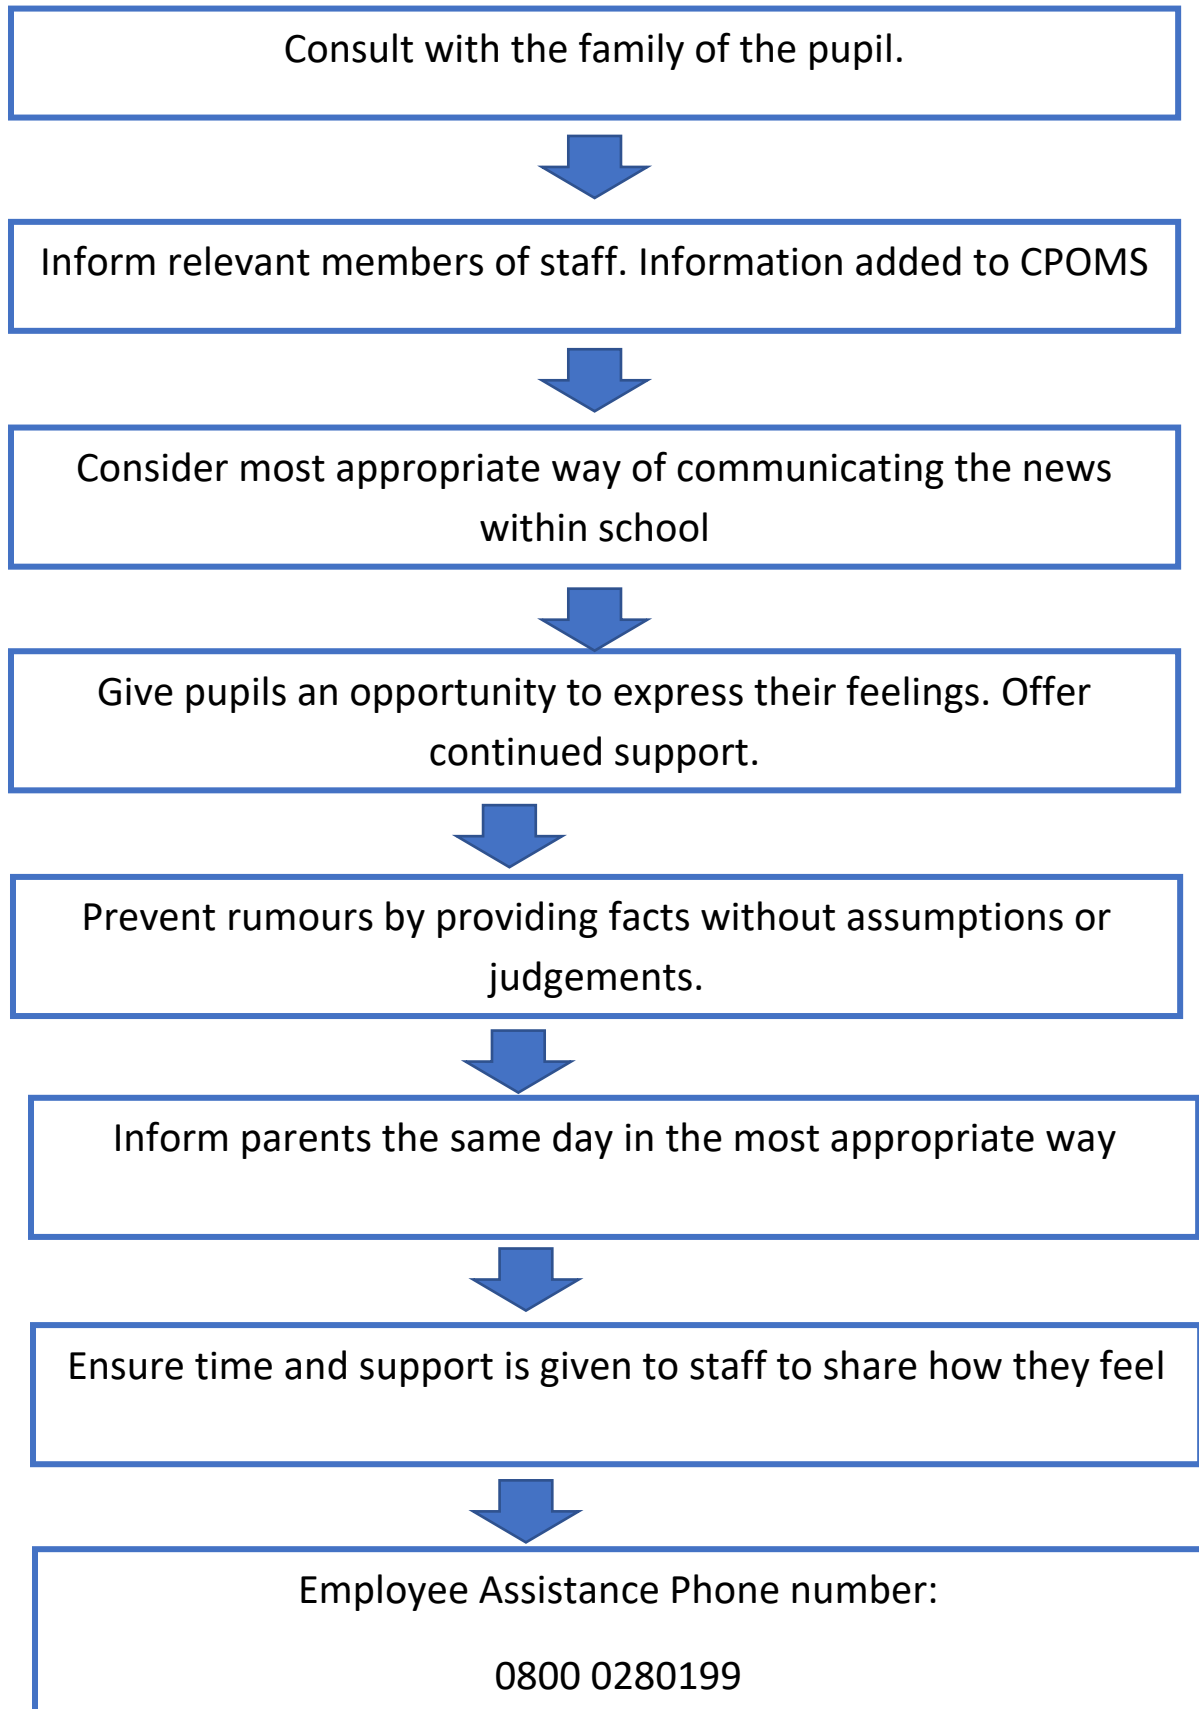 Consult with the family of the pupil.
Inform relevant members of staff. Information added to CPOMS
Consider most appropriate way of communicating the news
within school
Give pupils an opportunity to express their feelings. Offer
continued support.
Prevent rumours by providing facts without assumptions or
judgements.
Inform parents the same day in the most appropriate way
Ensure time and support is given to staff to share how they feel
Employee Assistance Phone number:
0800 0280199